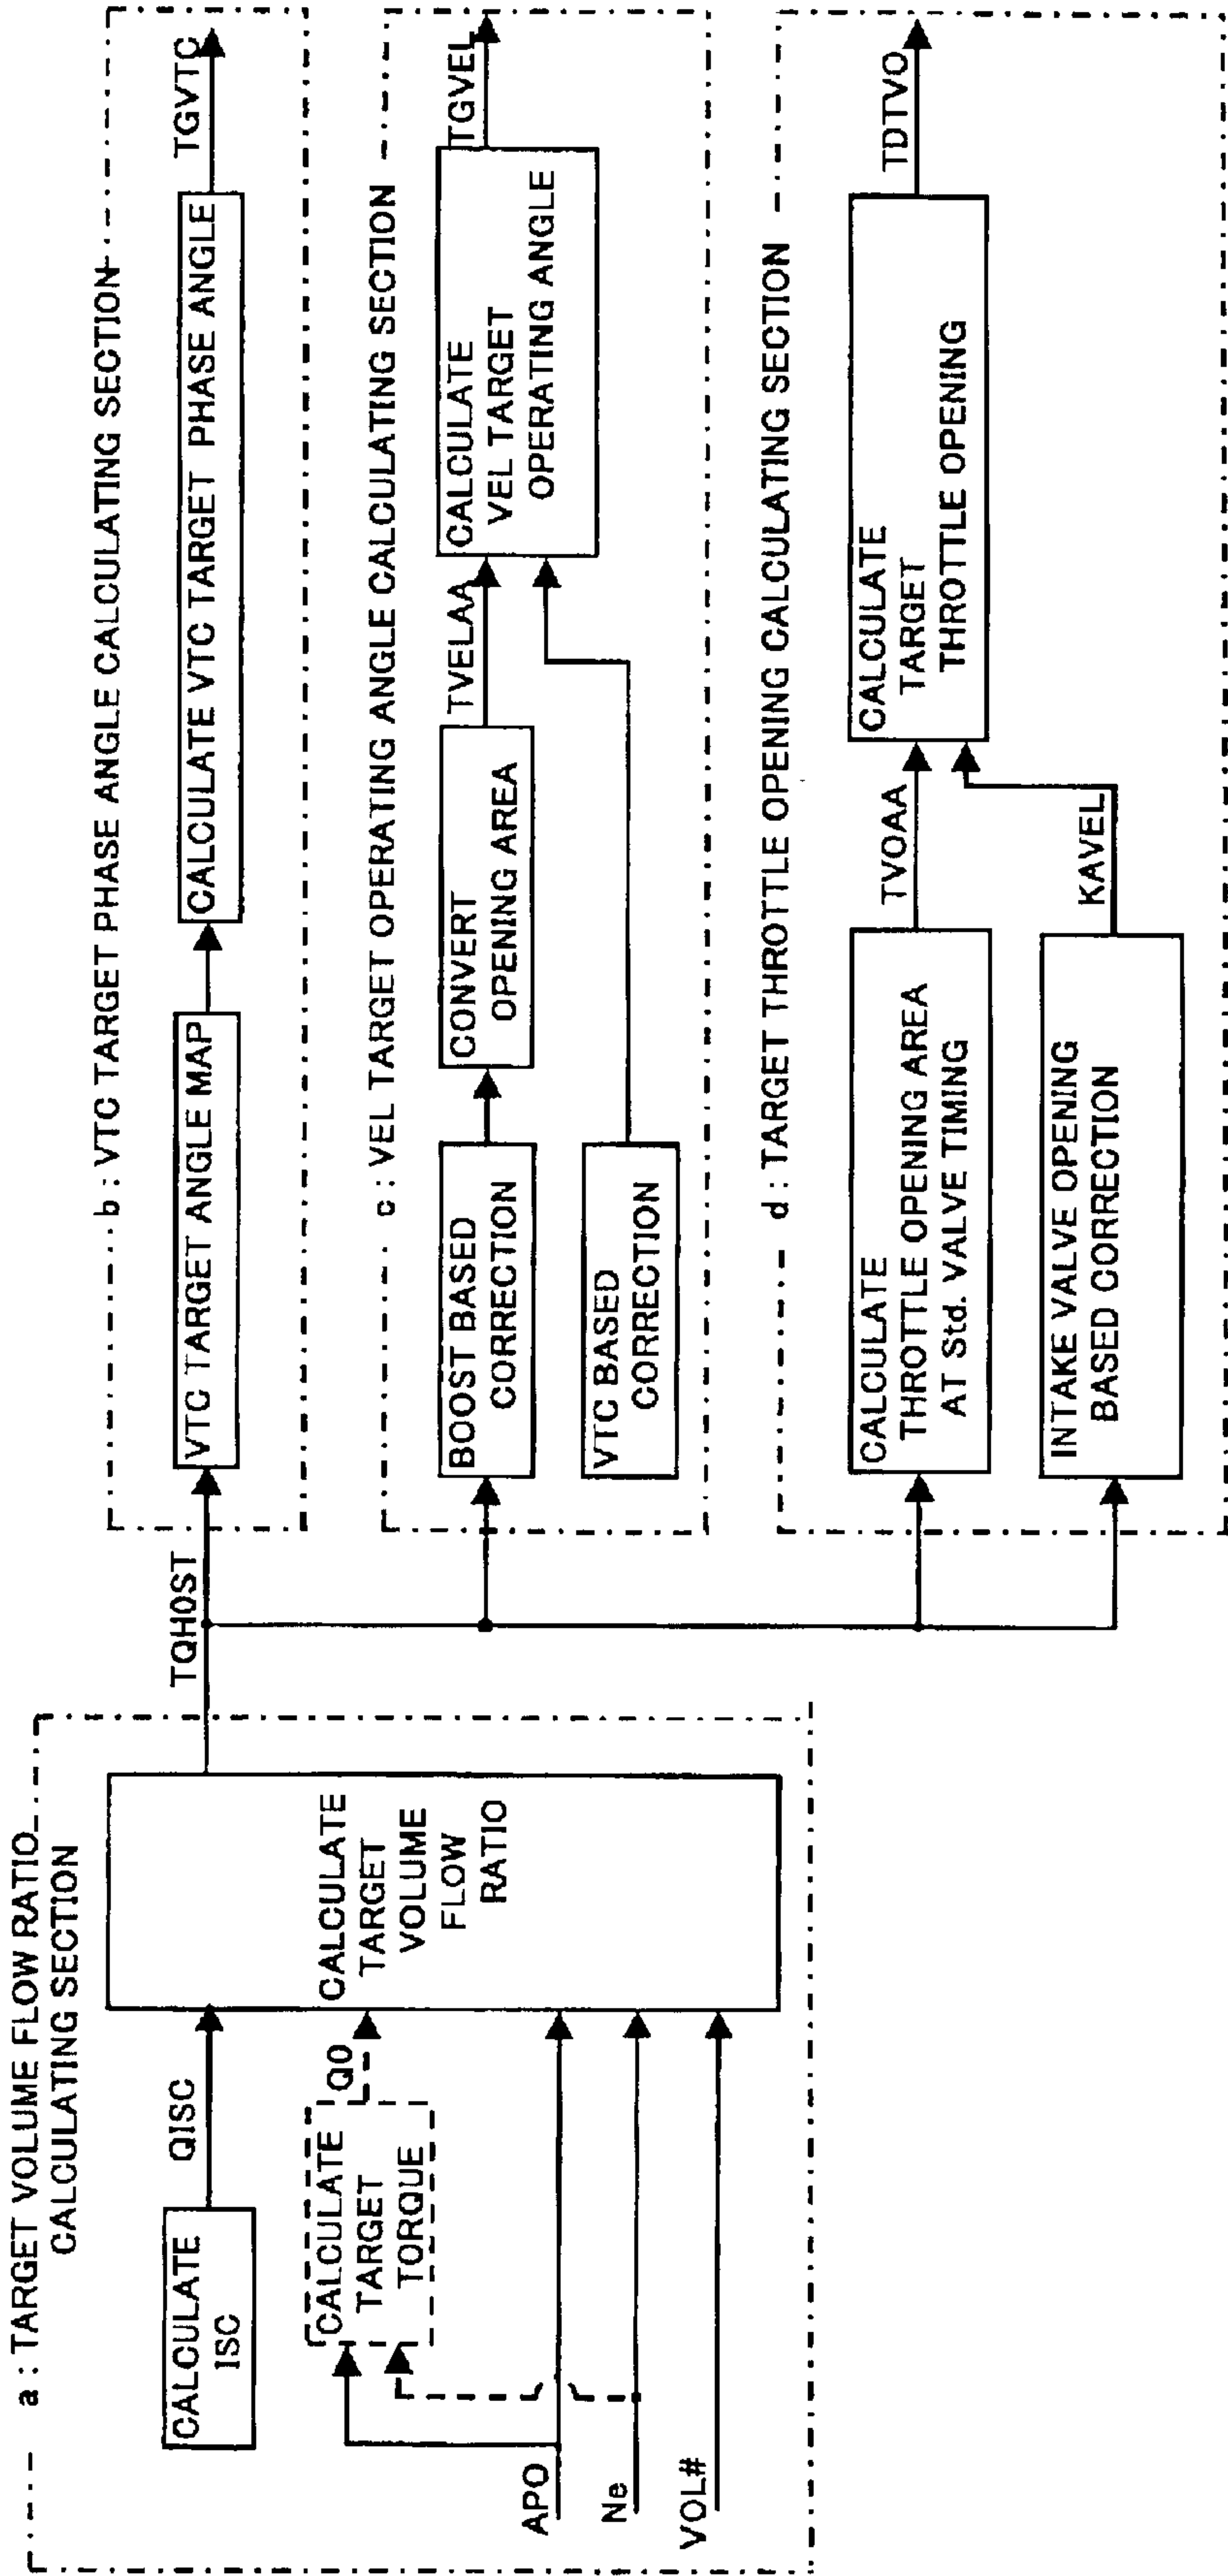 a : TARGET VOLUME FLOW RATIO
CALCULATING SECTION
CALCULATE
ISC
QISC
CALCULATE
TARGET
TORQUE
Q0
CALCULATE
TARGET
VOLUME
FLOW
RATIO
APO
Ne
VOL#
TQH0ST
b : VTC TARGET PHASE ANGLE CALCULATING SECTION
VTC TARGET ANGLE MAP
CALCULATE VTC TARGET PHASE ANGLE
TGVTC
c : VEL TARGET OPERATING ANGLE CALCULATING SECTION
BOOST BASED
CORRECTION
CONVERT
OPENING AREA
TVELAA
CALCULATE
VEL TARGET
OPERATING ANGLE
TGVEL
VTC BASED
CORRECTION
d : TARGET THROTTLE OPENING CALCULATING SECTION
CALCULATE
THROTTLE OPENING AREA
AT Std. VALVE TIMING
TVOAA
CALCULATE
TARGET
THROTTLE OPENING
TDTVO
INTAKE VALVE OPENING
BASED CORRECTION
KAVEL